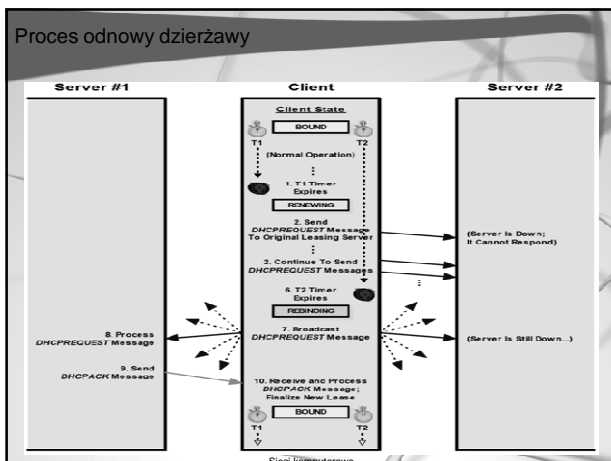 Proces odnowy dzierżawy
Server #1
Client
Server #2
Client State
BOUND
T1
T2
(Normal Operation)
1. T1 Timer
Expires
RENEWING
2. Send
DHCPREQUEST Message
To Original Leasing Server
(Server Is Down;
It Cannot Respond)
2. Continue To Send
DHCPREQUEST Messages
6. T2 Timer
Expires
REBINDING
7. Broadcast
DHCPREQUEST Message
8. Process
DHCPREQUEST Message
(Server Is Still Down...)
9. Send
DHCPACK Message
10. Receive and Process
DHCPACK Message;
Finalize New Lease
BOUND
T1
T2
Sieci komputerowe